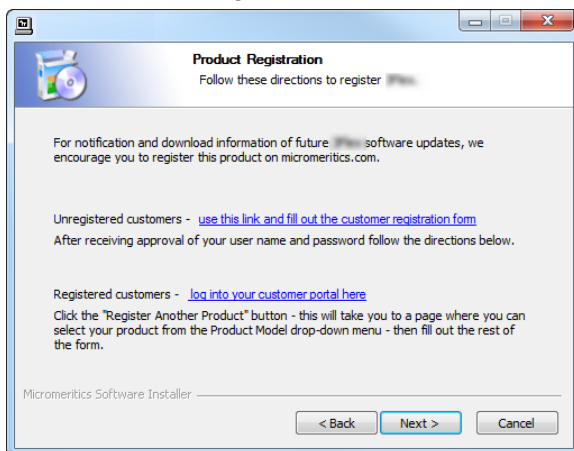 Product Registration
Follow these directions to register
For notification and download information of future software updates, we
encourage you to register this product on micromeritics.com.
Unregistered customers - use this link and fill out the customer registration form
After receiving approval of your user name and password follow the directions below.
Registered customers - log into your customer portal here
Click the "Register Another Product" button - this will take you to a page where you can
select your product from the Product Model drop-down menu - then fill out the rest of
the form.
Micromeritics Software Installer
< Back Next > Cancel